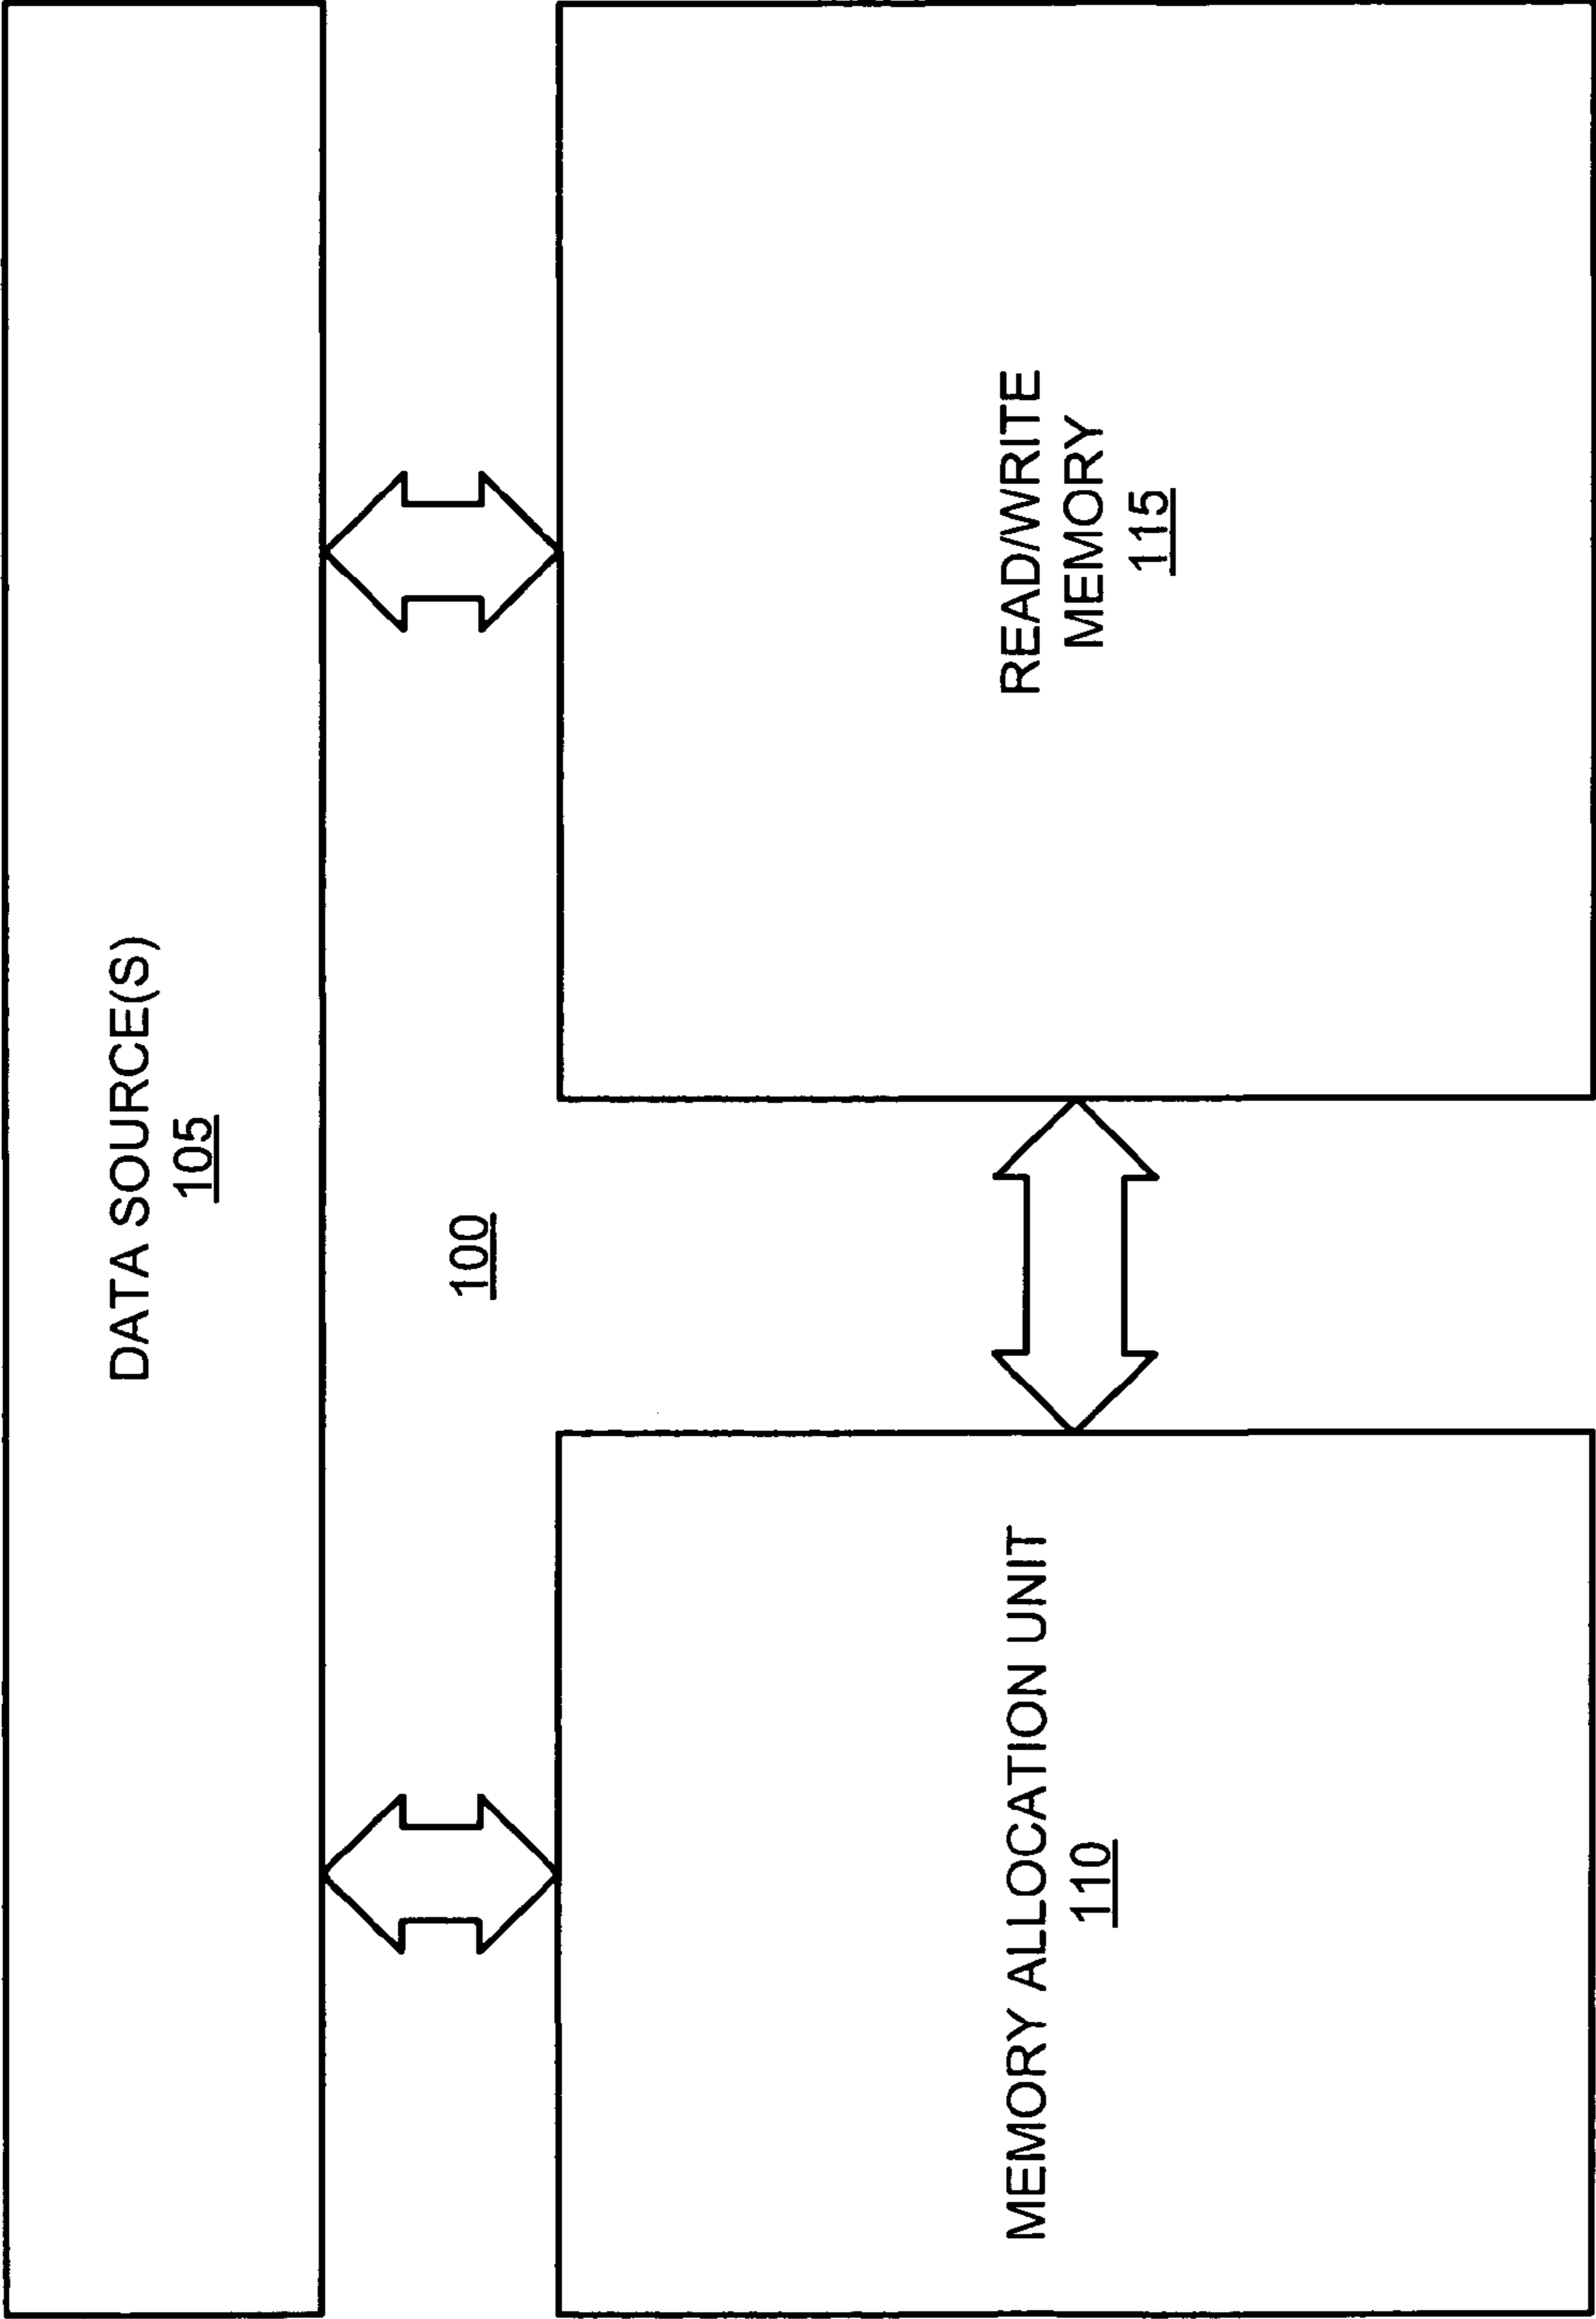 DATA SOURCE(S)
105
100
MEMORY ALLOCATION UNIT
110
READ/WRITE
MEMORY
115